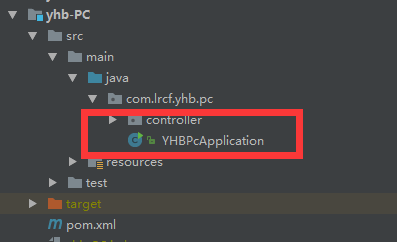 yhb-PC
src
main
java
com.lrcf.yhb.pc
controller
YHBPcApplication
resources
test
target
pom.xml